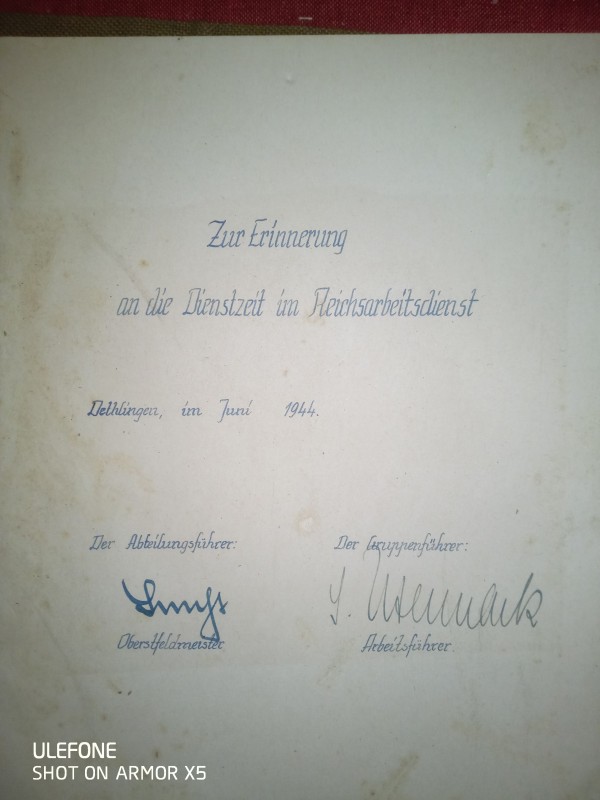 Zur Erinnerung
an die Dienstzeit im Reichsarbeitsdienst
Dethlingen, im Juni 1944.
Der Abteilungsführer: Der Gruppenführer:
Oberstfeldmeister Arbeitsführer.
ULEFONE
SHOT ON ARMOR X5